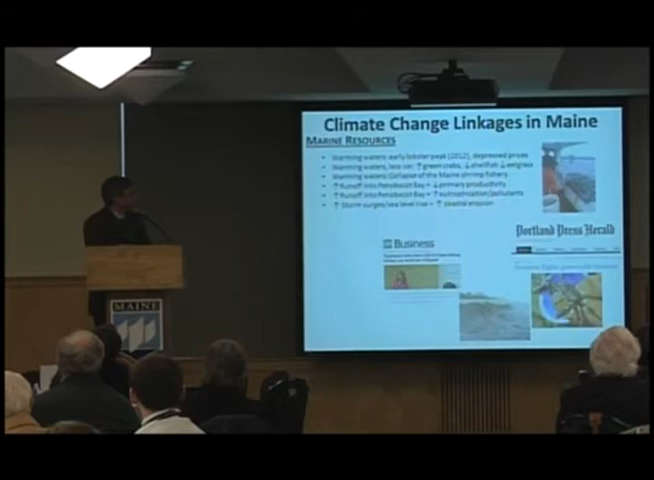 Climate Change Linkages in Maine
MARINE RESOURCES
• Warming waters: early lobster peak (2012), depressed prices
• Warming waters, less ice: ↑green crabs, ↓shellfish ↓eelgrass
• Warming waters: Collapse of the Maine shrimp fishery
• ↑Runoff into Penobscot Bay = ↓primary productivity
• ↑Runoff into Penobscot Bay = ↑eutrophication/pollutants
• ↑ Storm surges/sea level rise = ↑ coastal erosion
Portland Press Herald
Business
MAINE